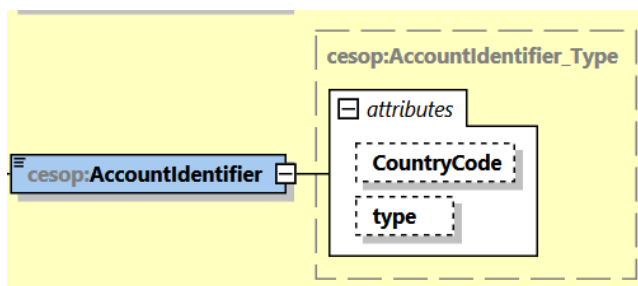 cesop:AccountIdentifier_Type
attributes
cesop:AccountIdentifier
CountryCode
type